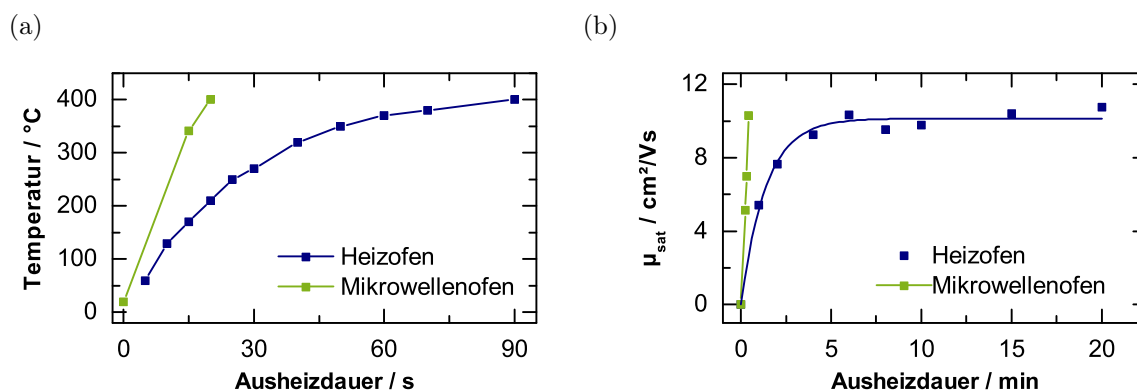 (a)
Temperatur / °C
400
300
200
100
0
0
30
60
90
Ausheizdauer / s
Heizofen
Mikrowellenofen
(b)
µsat / cm²/Vs
12
8
4
0
0
5
10
15
20
Ausheizdauer / min
Heizofen
Mikrowellenofen